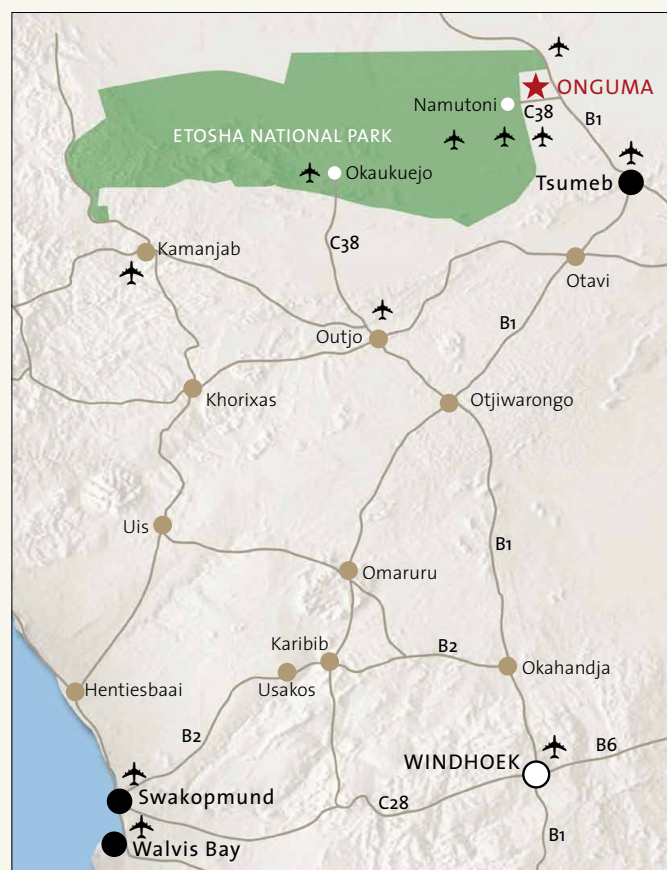 ONGUMA
Namutoni
C38
B1
ETOSHA NATIONAL PARK
Okaukuejo
Tsumeb
C38
Kamanjab
Otavi
B1
Outjo
Khorixas
Otjiwarongo
Uis
B1
Omaruru
Karibib
B2
Usakos
Okahandja
Hentiesbaai
B2
WINDHOEK
B6
Swakopmund
C28
B1
Walvis Bay